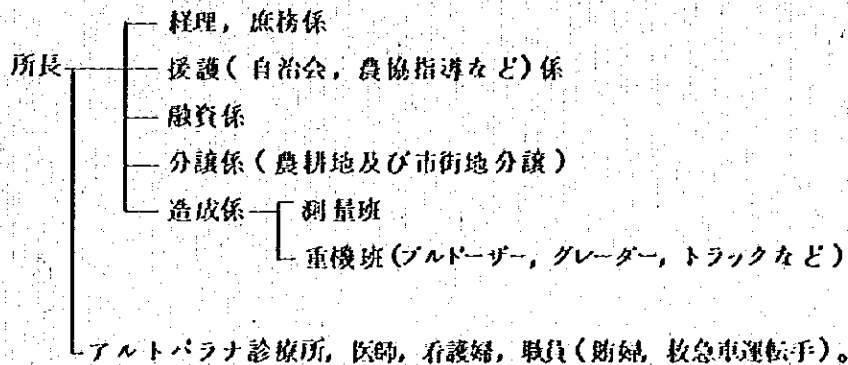 経理, 庶務係
所長 援護(自治会, 農協指導など)係
融資係
分譲係(農耕地及び市街地分譲)
造成係 測量班
重機班(ブルドーザー, グレーダー, トラックなど)
アルトパラナ診療所, 医師, 看護婦, 職員(賄婦, 救急車運転手)。